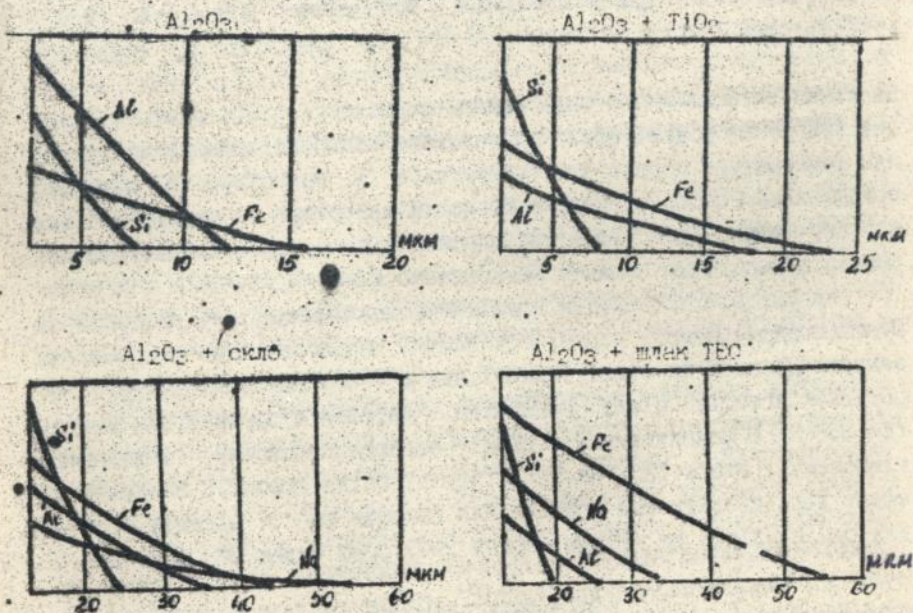 Al₂O₃
Al₂O₃ + TiO₂
Al
Si
Fe
мкм
5 10 15 20
Si
Al
Fe
мкм
5 10 15 20 25
Al₂O₃ + скло
Al₂O₃ + шлак ТЕС
Si
Al
Fe
Na
мкм
20 20 40 50 60
Si
Fe
Na
Al
мкм
20 30 40 50 60